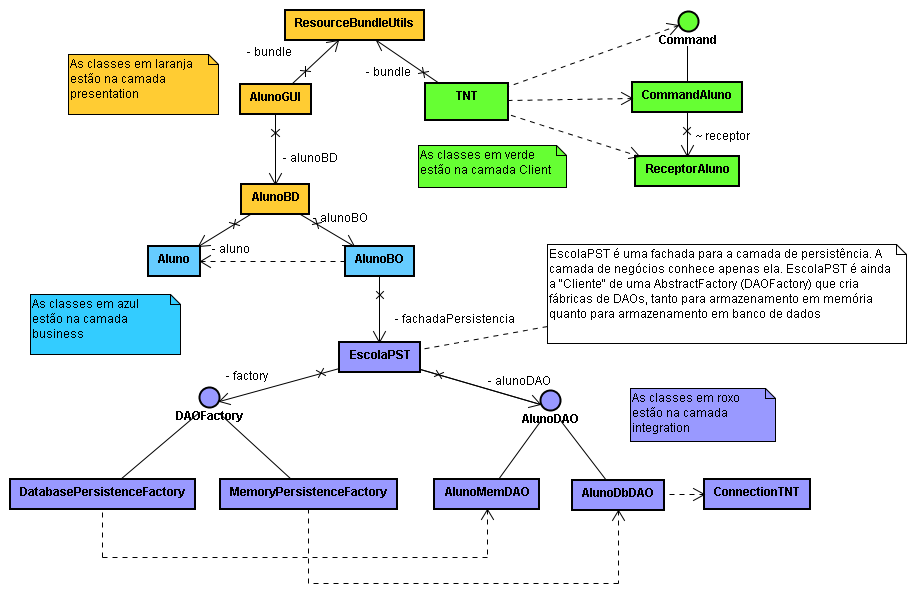 ResourceBundleUtils
Command
- bundle
- bundle
As classes em laranja
estão na camada
presentation
AlunoGUI
TNT
CommandAluno
~ receptor
As classes em verde
estão na camada Client
ReceptorAluno
- alunoBD
AlunoBD
- alunoBO
- aluno
Aluno
AlunoBO
EscolaPST é uma fachada para a camada de persistência. A
camada de negócios conhece apenas ela. EscolaPST é ainda
a "Cliente" de uma AbstractFactory (DAOFactory) que cria
fábricas de DAOs, tanto para armazenamento em memória
quanto para armazenamento em banco de dados
As classes em azul
estão na camada
business
- fachadaPersistencia
EscolaPST
- factory
- alunoDAO
DAOFactory
AlunoDAO
As classes em roxo
estão na camada
integration
DatabasePersistenceFactory
MemoryPersistenceFactory
AlunoMemDAO
AlunoDbDAO
ConnectionTNT